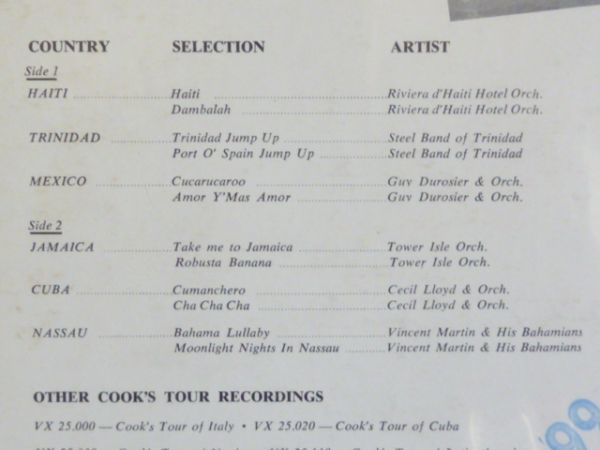 COUNTRY SELECTION ARTIST
Side 1
HAITI Haiti Riviera d'Haiti Hotel Orch.
Dambalah Riviera d'Haiti Hotel Orch.
TRINIDAD Trinidad Jump Up Steel Band of Trinidad
Port O' Spain Jump Up Steel Band of Trinidad
MEXICO Cucarucaroo Guy Durosier & Orch.
Amor Y'Mas Amor Guy Durosier & Orch.
Side 2
JAMAICA Take me to Jamaica Tower Isle Orch.
Robusta Banana Tower Isle Orch.
CUBA Cumanchero Cecil Lloyd & Orch.
Cha Cha Cha Cecil Lloyd & Orch.
NASSAU Bahama Lullaby Vincent Martin & His Bahamians
Moonlight Nights In Nassau Vincent Martin & His Bahamians
OTHER COOK'S TOUR RECORDINGS
VX 25.000 — Cook's Tour of Italy • VX 25.020 — Cook's Tour of Cuba